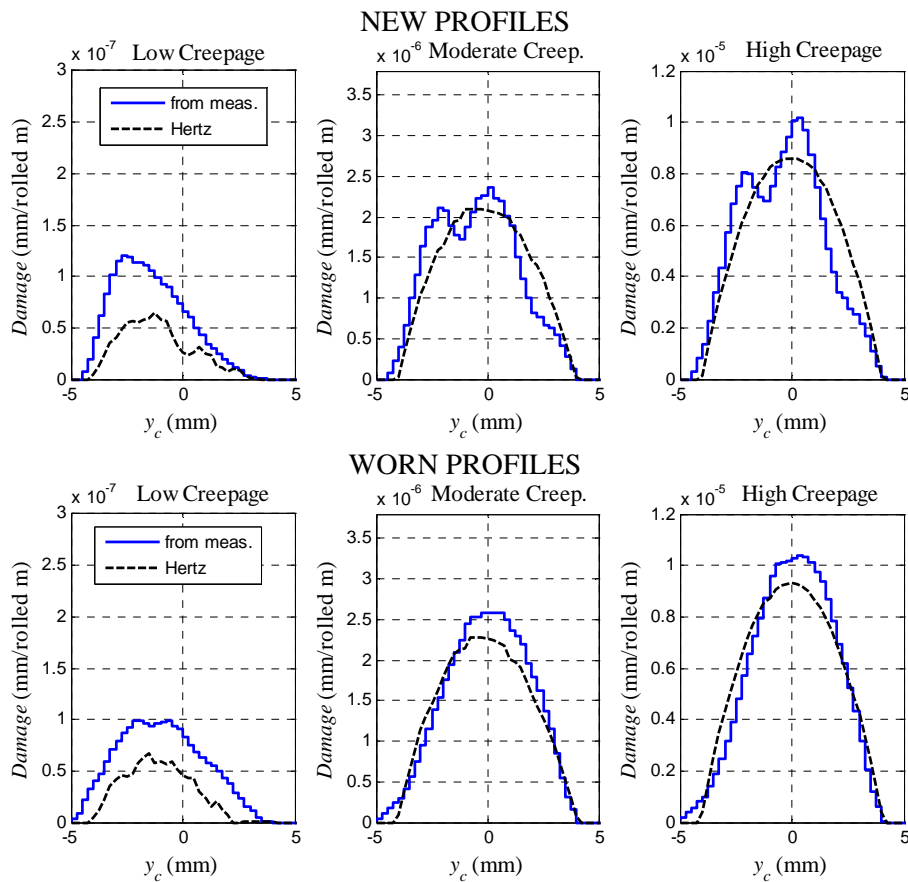 NEW PROFILES
x 10^-7 Low Creepage
x 10^-6 Moderate Creep.
x 10^-5 High Creepage
3
2.5
2
1.5
1
0.5
0
Damage (mm/rolled m)
from meas.
Hertz
-5 0 5
y_c (mm)
3.5
3
2.5
2
1.5
1
0.5
0
Damage (mm/rolled m)
-5 0 5
y_c (mm)
1.2
1
0.8
0.6
0.4
0.2
0
Damage (mm/rolled m)
-5 0 5
y_c (mm)
WORN PROFILES
x 10^-7 Low Creepage
x 10^-6 Moderate Creep.
x 10^-5 High Creepage
3
2.5
2
1.5
1
0.5
0
Damage (mm/rolled m)
from meas.
Hertz
-5 0 5
y_c (mm)
3.5
3
2.5
2
1.5
1
0.5
0
Damage (mm/rolled m)
-5 0 5
y_c (mm)
1.2
1
0.8
0.6
0.4
0.2
0
Damage (mm/rolled m)
-5 0 5
y_c (mm)